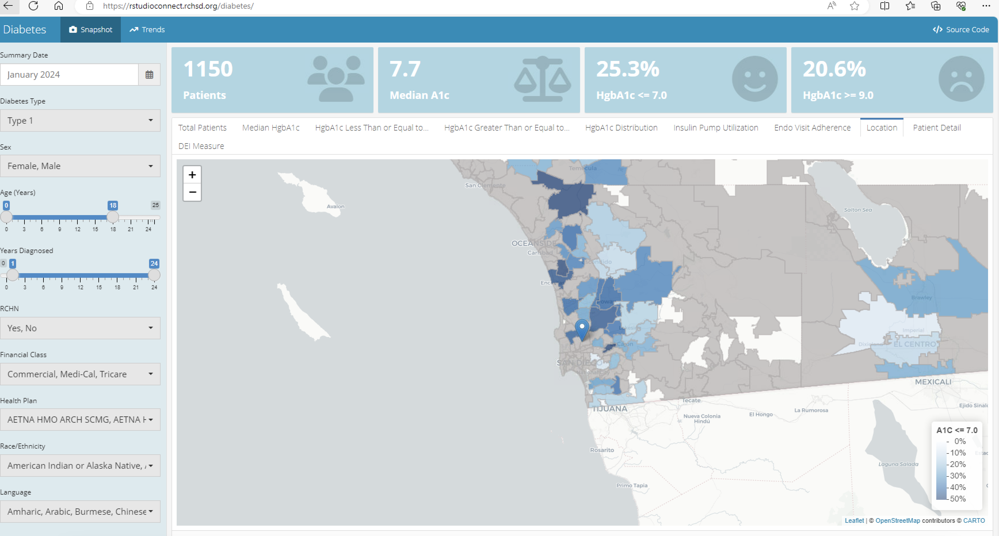 https://rstudioconnect.rchsd.org/diabetes/
Diabetes
Snapshot
Trends
Source Code
Summary Date
January 2024
Diabetes Type
Type 1
Sex
Female, Male
Age (Years)
0
18
25
0 3 6 9 12 15 18 21 24
Years Diagnosed
0
1
24
0 3 6 9 12 15 18 21 24
RCHN
Yes, No
Financial Class
Commercial, Medi-Cal, Tricare
Health Plan
AETNA HMO ARCH SCMG, AETNA H
Race/Ethnicity
American Indian or Alaska Native, /
Language
Amharic, Arabic, Burmese, Chinese
1150
Patients
7.7
Median A1c
25.3%
HgbA1c <= 7.0
20.6%
HgbA1c >= 9.0
Total Patients
Median HgbA1c
HgbA1c Less Than or Equal to...
HgbA1c Greater Than or Equal to...
HgbA1c Distribution
Insulin Pump Utilization
Endo Visit Adherence
Location
Patient Detail
DEI Measure
+
−
Temecula
San Clemente
Avalon
Salton Sea
OCEANSIDE
Carlsbad
Escondido
Encinitas
Poway
Brawley
Lakeside
Imperial
Cajon
Dixieland
EL CENTRO
SAN DIEGO
National City
MEXICALI
Tecate
TIJUANA
La Rumorosa
Ejido Sinalo
El Hongo
Nueva Colonia
Hindú
Rosarito
Laguna Salada
Primo Tapia
A1C <= 7.0
0%
10%
20%
30%
40%
50%
Leaflet | © OpenStreetMap contributors © CARTO